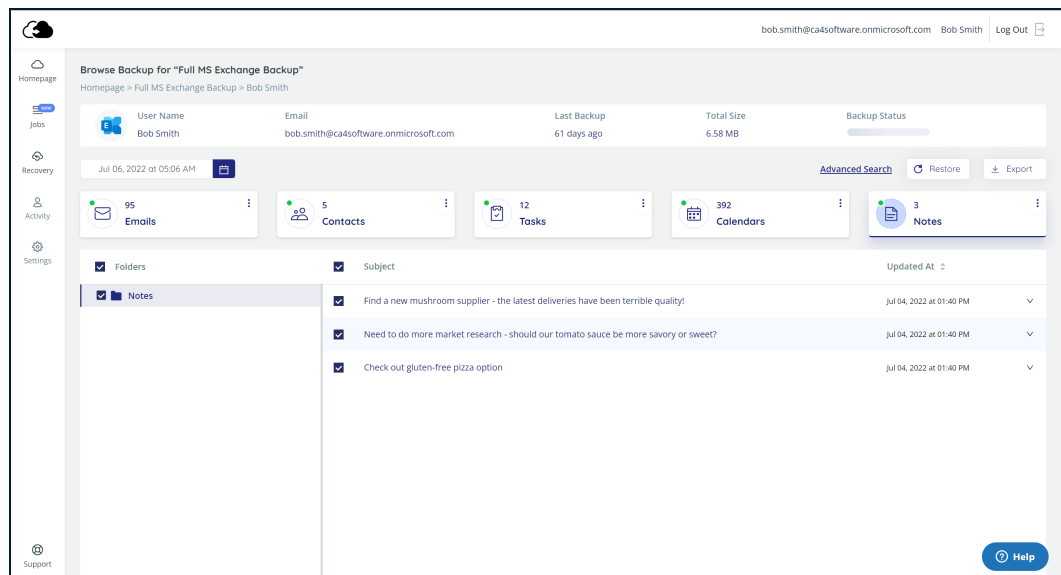 bob.smith@ca4software.onmicrosoft.com Bob Smith Log Out
Homepage
NEW
Jobs
Recovery
Activity
Settings
Support
Browse Backup for “Full MS Exchange Backup”
Homepage > Full MS Exchange Backup > Bob Smith
User Name Email Last Backup Total Size Backup Status
Bob Smith bob.smith@ca4software.onmicrosoft.com 61 days ago 6.58 MB
Jul 06, 2022 at 05:06 AM Advanced Search Restore Export
95 5 12 392 3
Emails Contacts Tasks Calendars Notes
Folders Subject Updated At
Notes
Find a new mushroom supplier - the latest deliveries have been terrible quality! Jul 04, 2022 at 01:40 PM
Need to do more market research - should our tomato sauce be more savory or sweet? Jul 04, 2022 at 01:40 PM
Check out gluten-free pizza option Jul 04, 2022 at 01:40 PM
Help